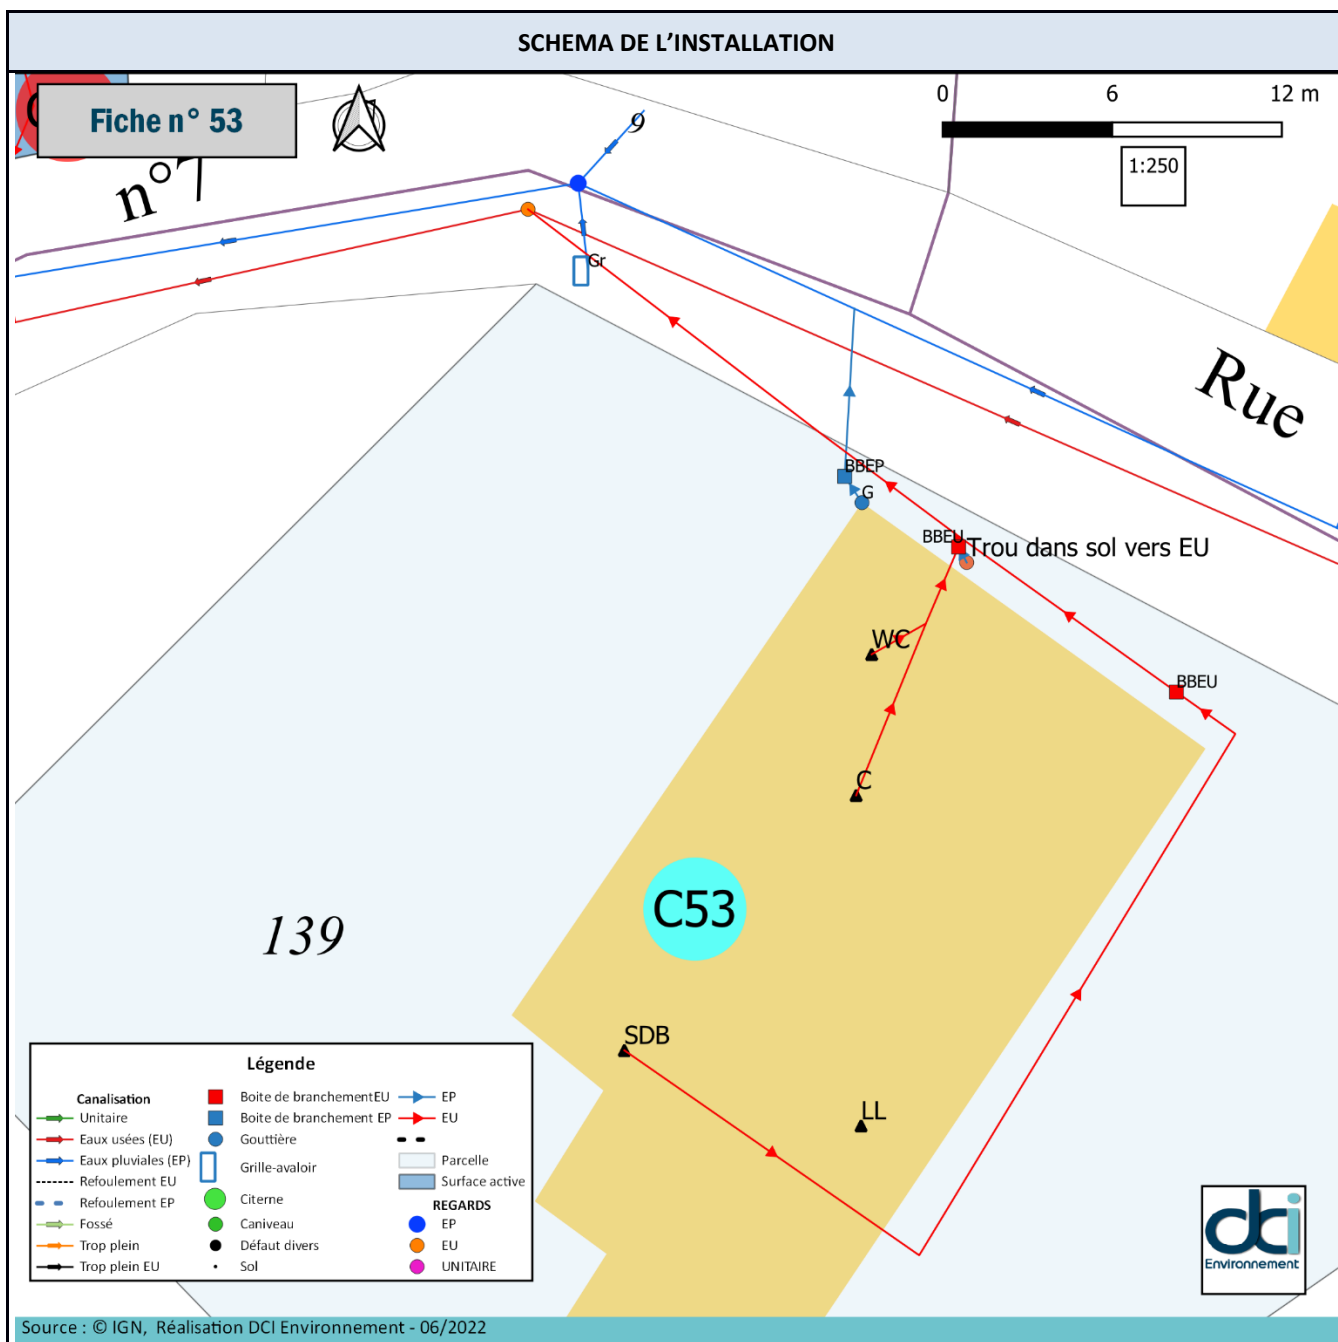 SCHEMA DE L'INSTALLATION
Fiche n° 53
0 6 12 m
1:250
n°7
9
Gr
Rue
BBEP
G
BBEU
Trou dans sol vers EU
WC
BBEU
C
C53
139
SDB
LL
Légende
Canalisation
Unitaire
Eaux usées (EU)
Eaux pluviales (EP)
Refoulement EU
Refoulement EP
Fossé
Trop plein
Trop plein EU
Boite de branchementEU
Boite de branchement EP
Gouttière
Grille-avaloir
Citerne
Caniveau
Défaut divers
Sol
EP
EU
Parcelle
Surface active
REGARDS
EP
EU
UNITAIRE
dci
Environnement
Source : © IGN, Réalisation DCI Environnement - 06/2022